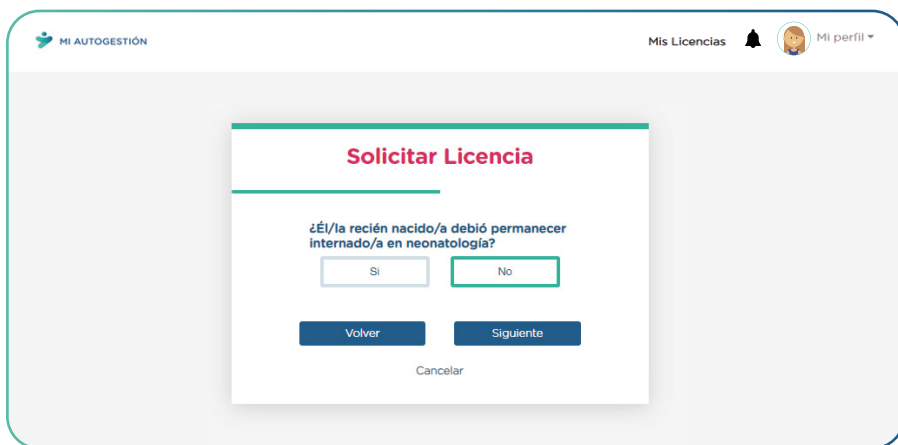 MI AUTOGESTIÓN
Mis Licencias
Mi perfil
Solicitar Licencia
¿Él/la recién nacido/a debió permanecer
internado/a en neonatología?
Si
No
Volver
Siguiente
Cancelar